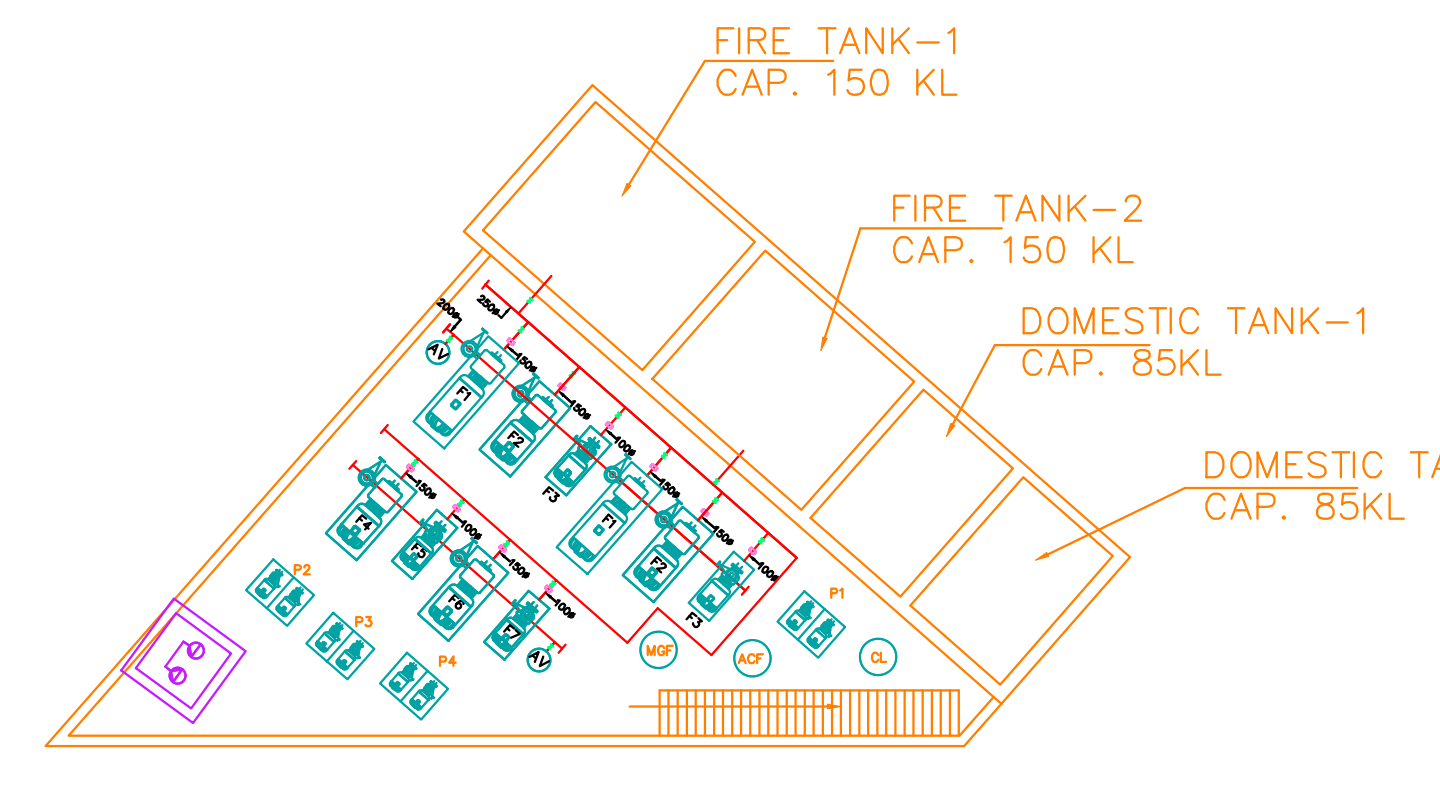 FIRE TANK-1
CAP. 150 KL
FIRE TANK-2
CAP. 150 KL
DOMESTIC TANK-1
CAP. 85KL
DOMESTIC TA
CAP. 85KL
200ø
250ø
AV
150ø
F1
150ø
F2
100ø
F3
150ø
F1
150ø
F2
100ø
F3
150ø
F4
100ø
F5
150ø
F6
100ø
F7
AV
P2
P3
P4
P1
MGF
ACF
CL